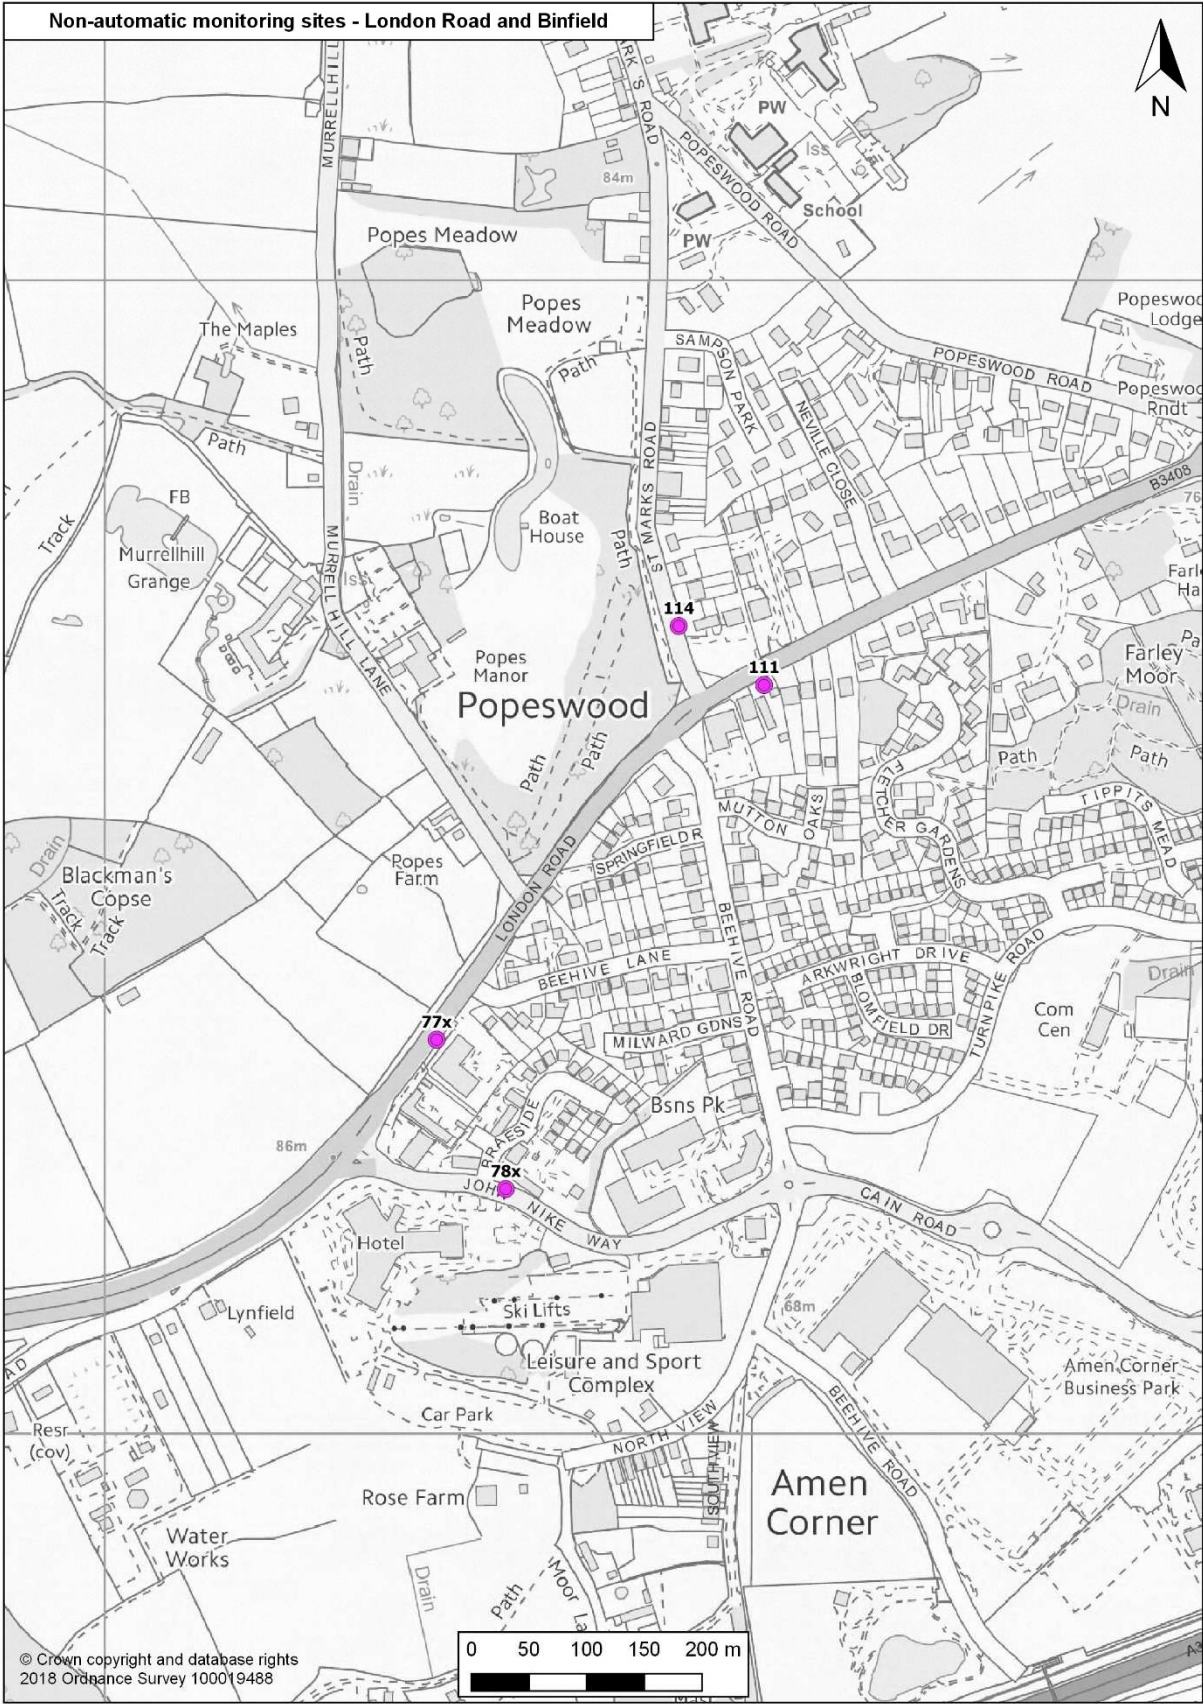 Non-automatic monitoring sites - London Road and Binfield
N
MURRELLHILL
RK'S ROAD
PW
Iss
School
POPESWOOD ROAD
84m
PW
Popes Meadow
Popes
Meadow
The Maples
Path
Path
SAMPSON PARK
NEVILLE CLOSE
POPESWOOD ROAD
Rndt
B3408
Path
Drain
ST MARKS ROAD
Track
FB
Murrellhill
Grange
Boat
House
Path
Iss
MURRELL HILL LANE
114
111
Popes
Manor
Popeswood
Farley
Moor
Drain
Path
Path
Path
Path
FLETCHER GARDENS
TIPPITS MEAD
MUTTON OAKS
SPRINGFIELD
LONDON ROAD
Popes
Farm
Drain
Blackman's
Copse
Track
Track
BEEHIVE LANE
BEEHIVE ROAD
ARKWRIGHT DRIVE
BLOMFIELD DR
TURNPIKE ROAD
Drain
Com
Cen
MILWARD GDNS
77x
Bsns Pk
BRAESIDE
86m
78x
JOHN NIKE WAY
CAIN ROAD
Hotel
Lynfield
Ski Lifts
68m
Leisure and Sport
Complex
Amen Corner
Business Park
Car Park
NORTH VIEW
SOUTH VIEW
BEEHIVE ROAD
Resr
(cov)
Rose Farm
Amen
Corner
Water
Works
Drain
Path
Moor La
0 50 100 150 200 m
© Crown copyright and database rights
2018 Ordnance Survey 100019488